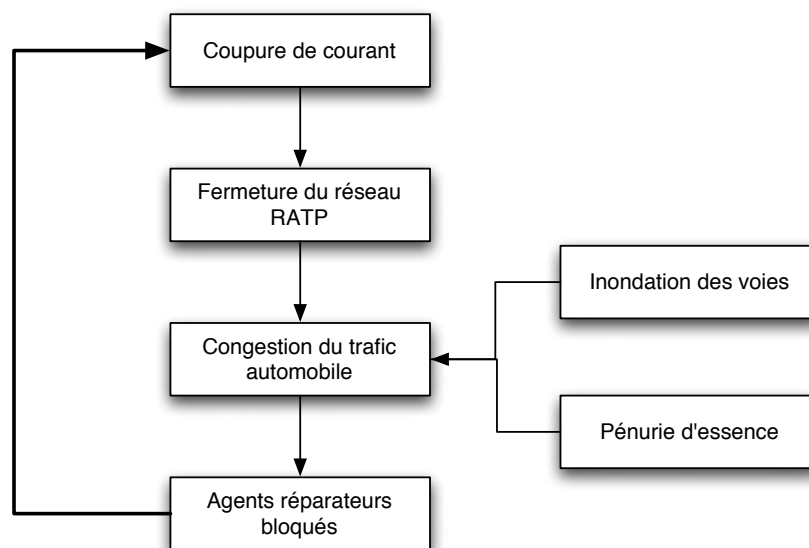 Coupure de courant
Fermeture du réseau
RATP
Inondation des voies
Congestion du trafic
automobile
Pénurie d'essence
Agents réparateurs
bloqués